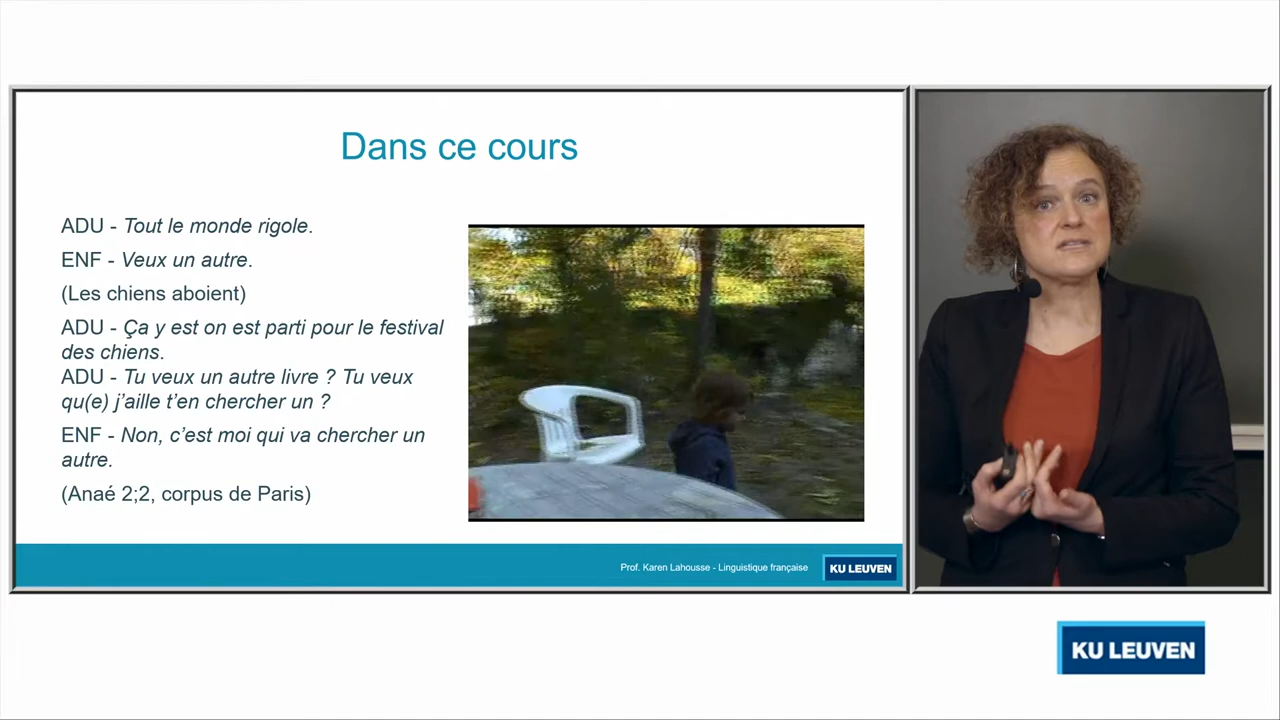 Dans ce cours
ADU - Tout le monde rigole.
ENF - Veux un autre.
(Les chiens aboient)
ADU - Ça y est on est parti pour le festival
des chiens.
ADU - Tu veux un autre livre ? Tu veux
qu(e) j’aille t’en chercher un ?
ENF - Non, c’est moi qui va chercher un
autre.
(Anaé 2;2, corpus de Paris)
Prof. Karen Lahousse - Linguistique française
KU LEUVEN
KU LEUVEN